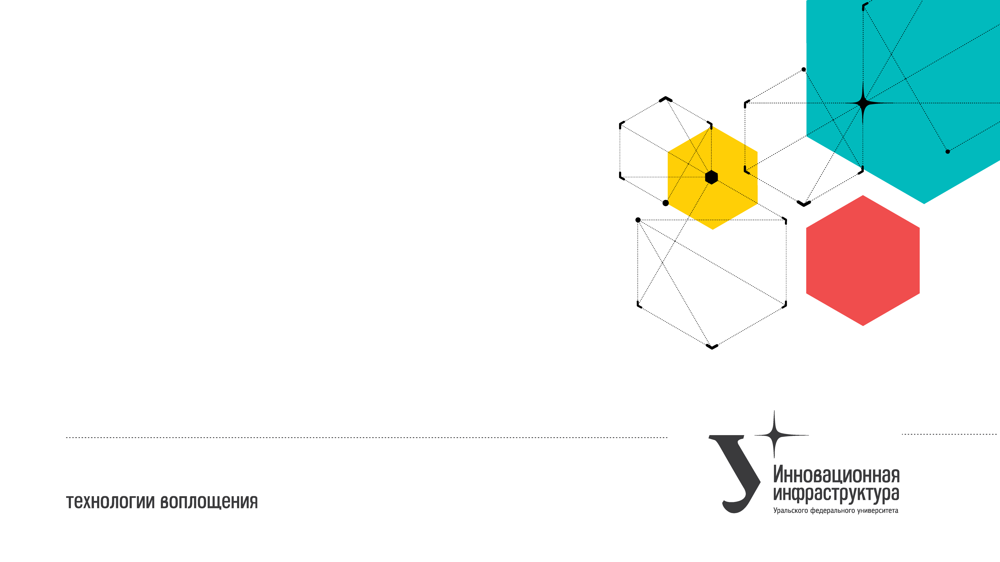 технологии воплощения
У
Инновационная
инфраструктура
Уральского федерального университета